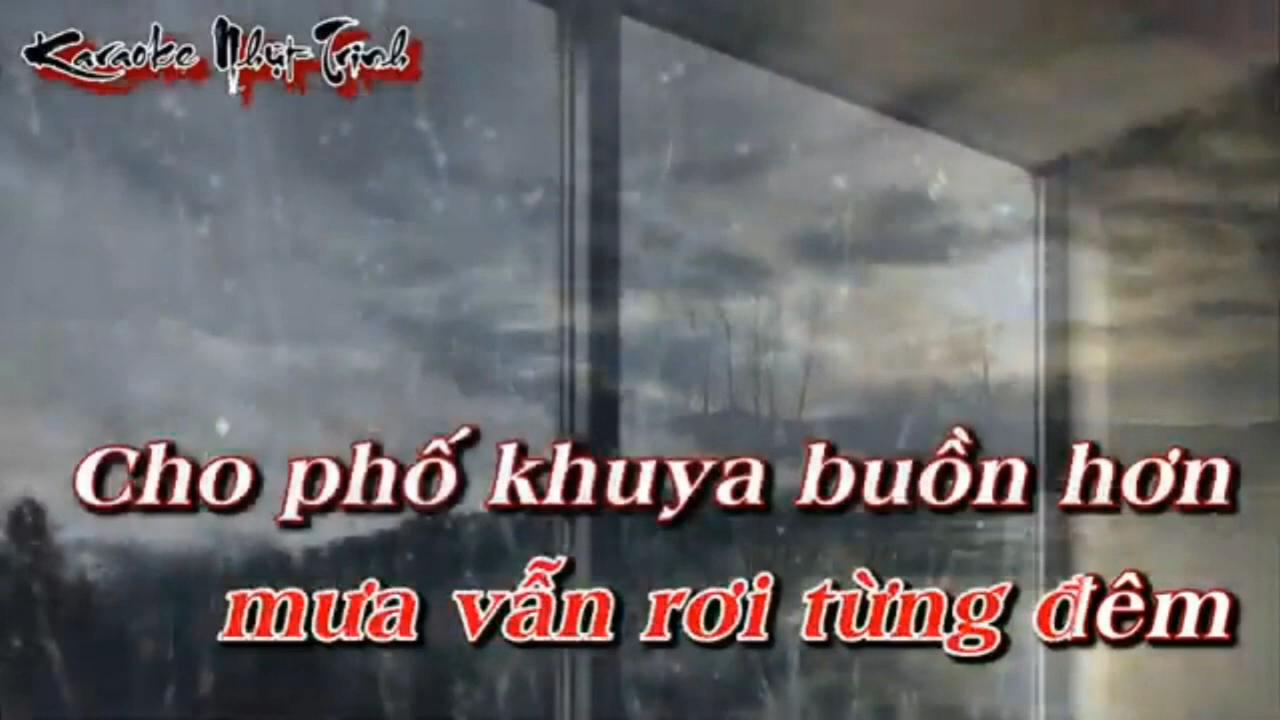 Karaoke Nhựt Trinh
Cho phố khuya buồn hơn
mưa vẫn rơi từng đêm